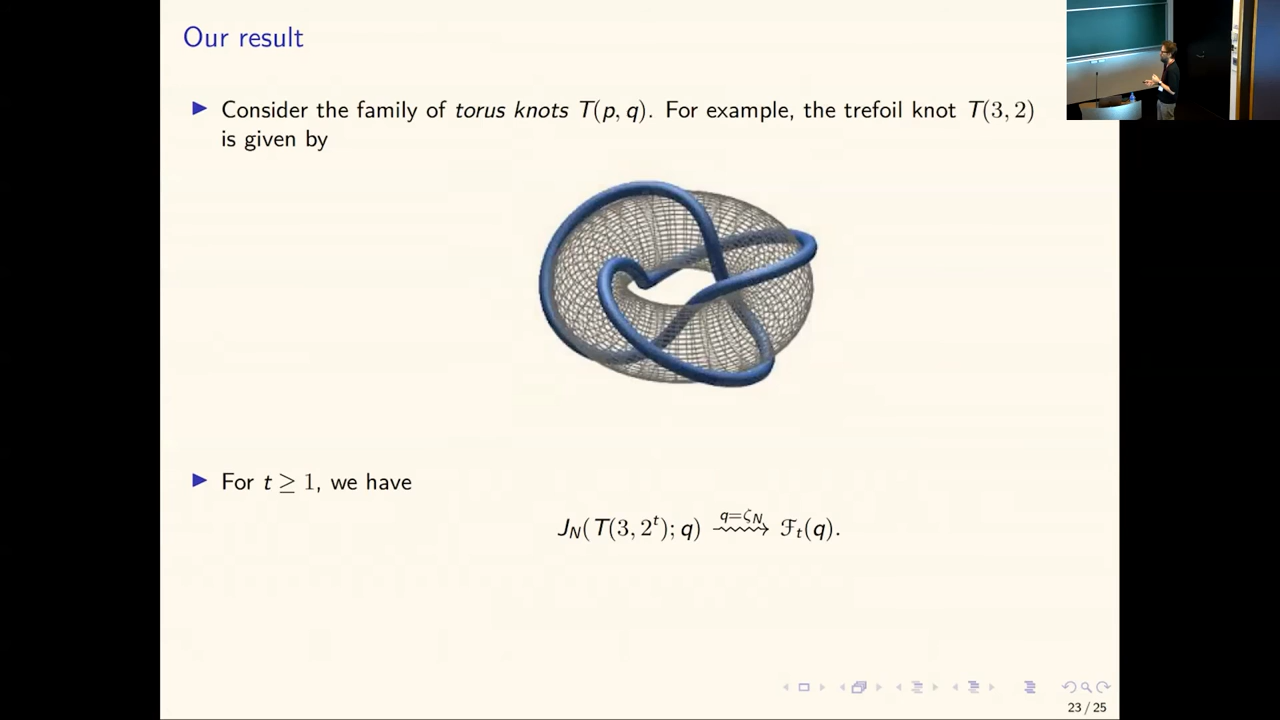 Our result
▶ Consider the family of torus knots T(p, q). For example, the trefoil knot T(3, 2)
is given by
▶ For t ≥ 1, we have
J_N(T(3, 2^t); q) \overset{q=ζ_N}{⇝} ℱ_t(q).
23 / 25